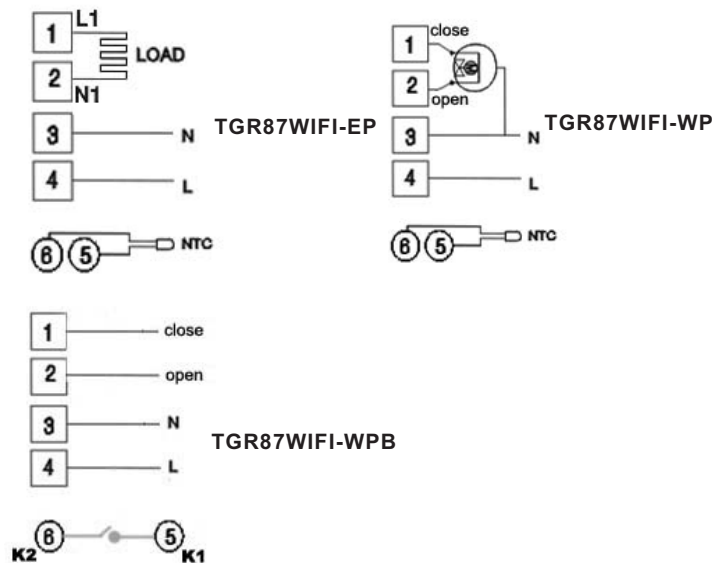 1 L1
LOAD
2 N1
3 N
4 L
6 5 NTC
TGR87WIFI-EP
1 close
2 open
3 N
4 L
6 5 NTC
TGR87WIFI-WP
1 close
2 open
3 N
4 L
TGR87WIFI-WPB
K2 6 5 K1